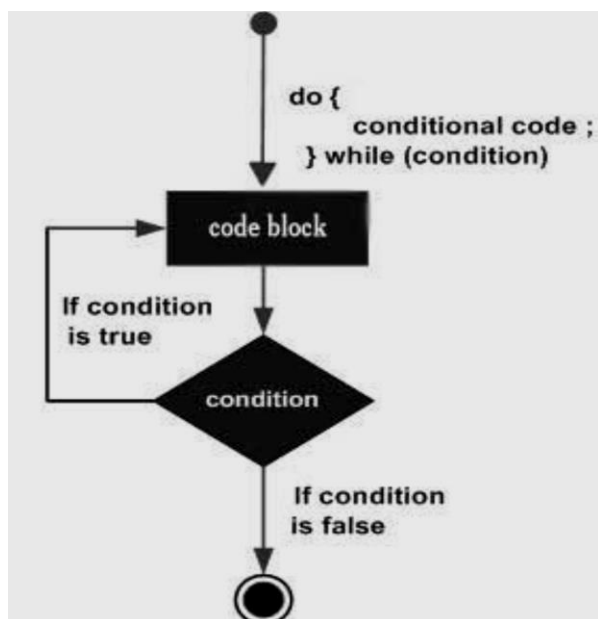 do {
conditional code ;
} while (condition)
code block
If condition
is true
condition
If condition
is false